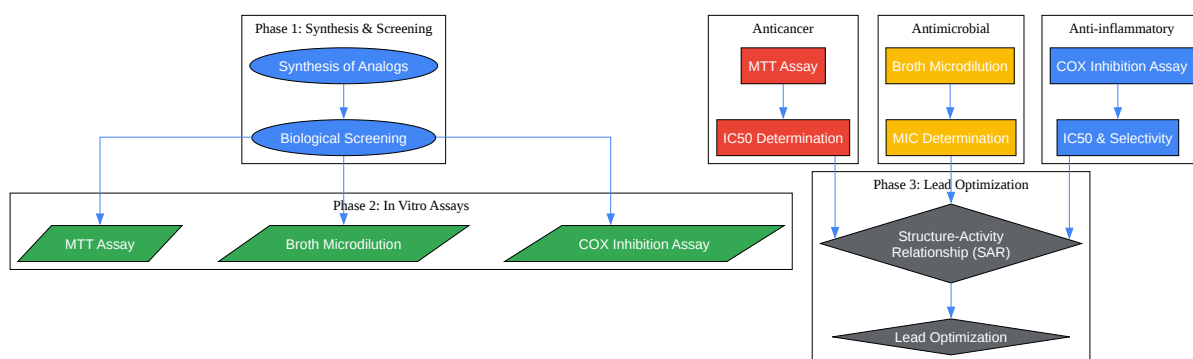 Phase 1: Synthesis & Screening
Synthesis of Analogs
Biological Screening
Phase 2: In Vitro Assays
MTT Assay
Broth Microdilution
COX Inhibition Assay
Anticancer
MTT Assay
IC50 Determination
Antimicrobial
Broth Microdilution
MIC Determination
Anti-inflammatory
COX Inhibition Assay
IC50 & Selectivity
Phase 3: Lead Optimization
Structure-Activity
Relationship (SAR)
Lead Optimization